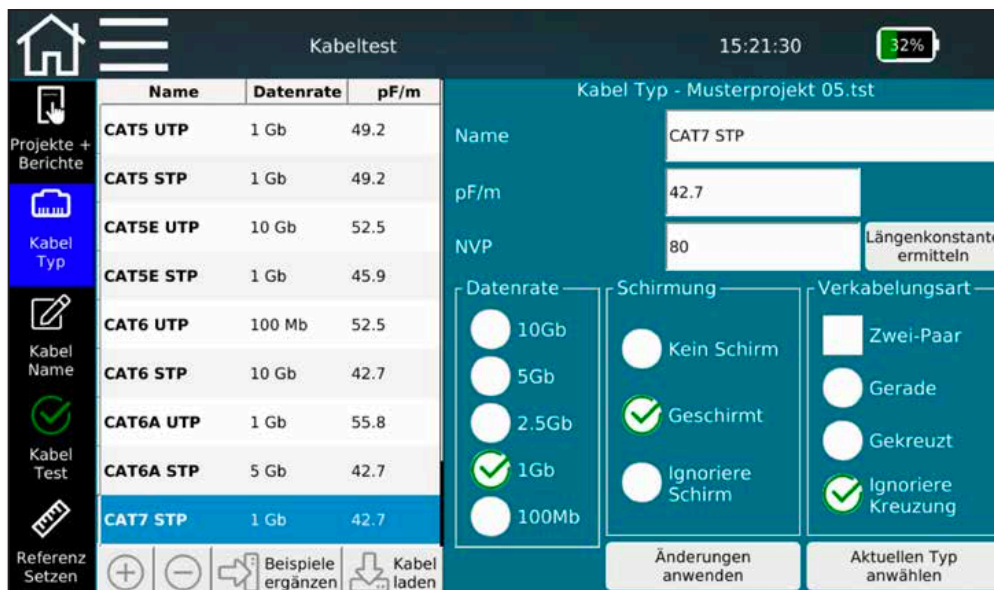 Kabeltest
15:21:30
32%
Projekte +
Berichte
Kabel
Typ
Kabel
Name
Kabel
Test
Referenz
Setzen
Name Datenrate pF/m
CAT5 UTP 1 Gb 49.2
CAT5 STP 1 Gb 49.2
CAT5E UTP 10 Gb 52.5
CAT5E STP 1 Gb 45.9
CAT6 UTP 100 Mb 52.5
CAT6 STP 10 Gb 42.7
CAT6A UTP 1 Gb 55.8
CAT6A STP 5 Gb 42.7
CAT7 STP 1 Gb 42.7
Beispiele
ergänzen
Kabel
laden
Kabel Typ - Musterprojekt 05.tst
Name CAT7 STP
pF/m 42.7
NVP 80
Längenkonstante
ermitteln
Datenrate
10Gb
5Gb
2.5Gb
1Gb
100Mb
Schirmung
Kein Schirm
Geschirmt
Ignoriere
Schirm
Verkabelungsart
Zwei-Paar
Gerade
Gekreuzt
Ignoriere
Kreuzung
Änderungen
anwenden
Aktuellen Typ
anwählen